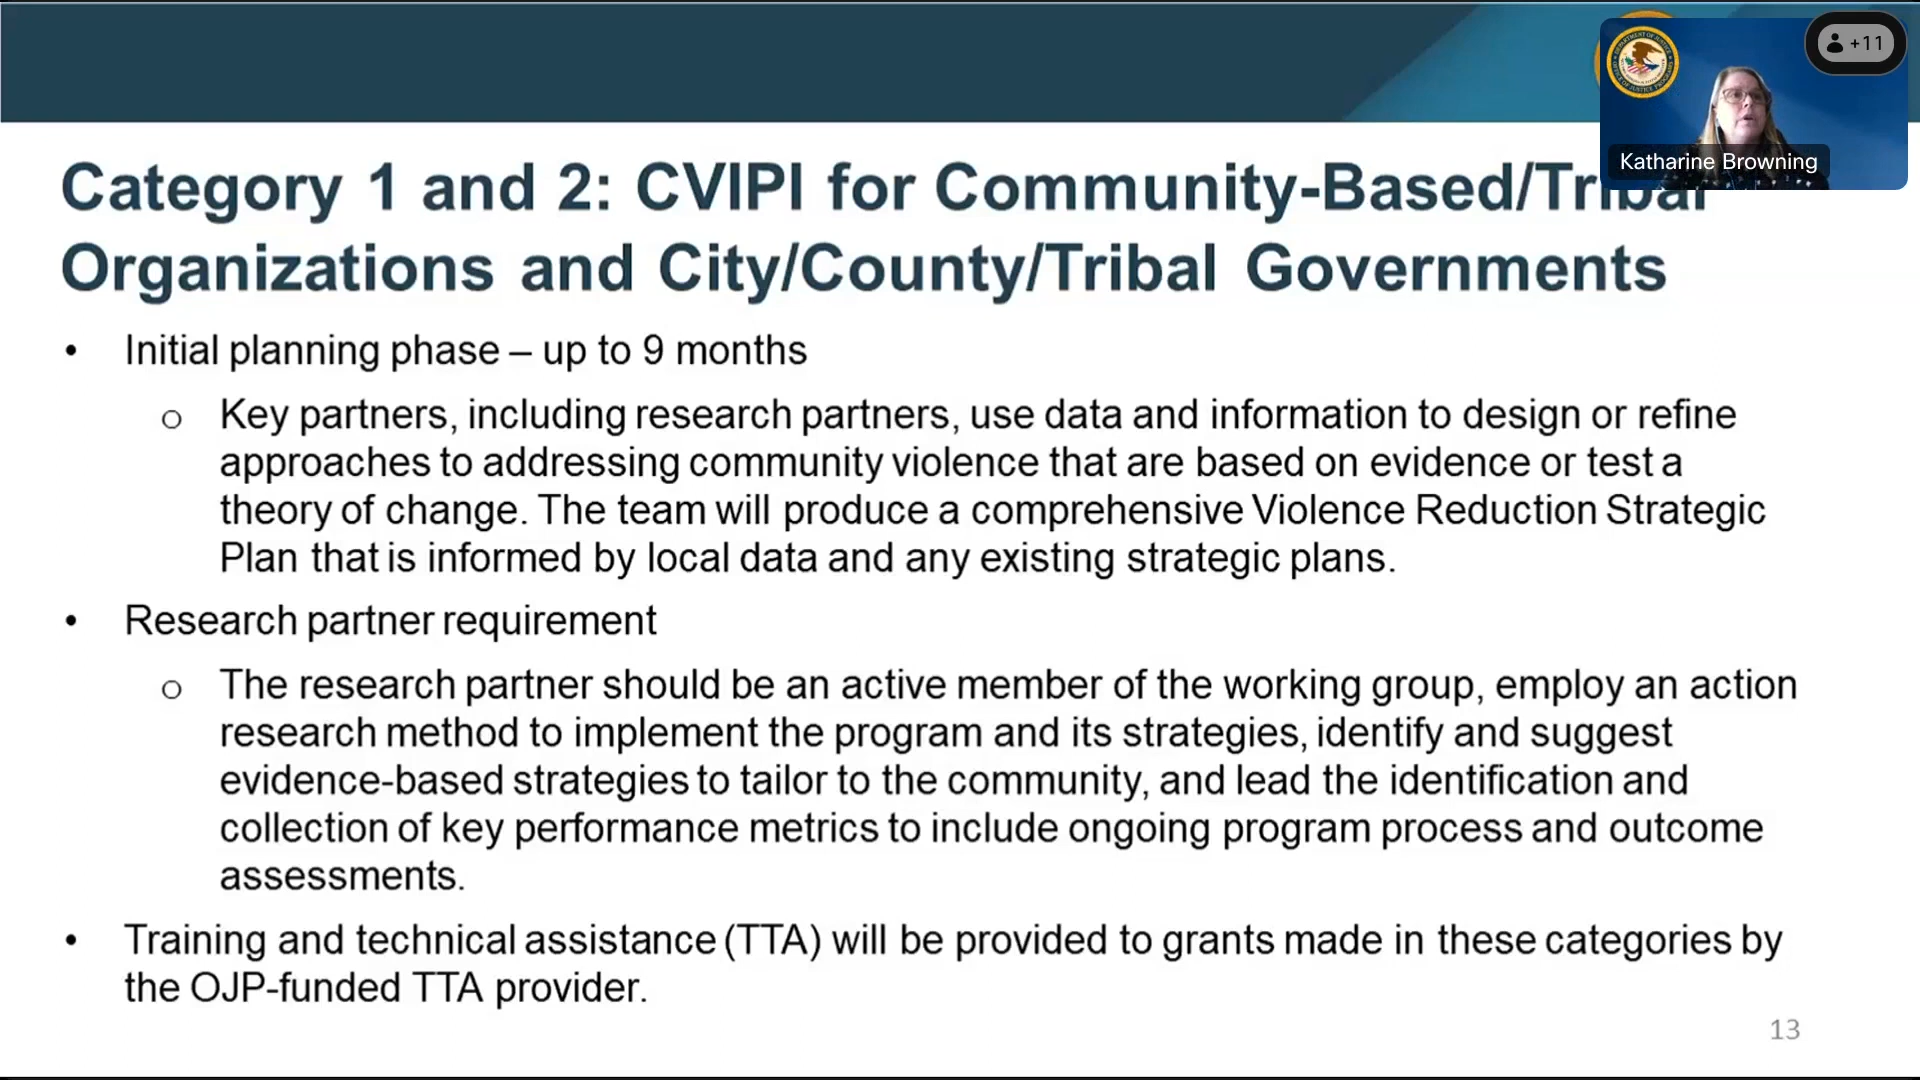 +11
Katharine Browning
Category 1 and 2: CVIPI for Community-Based/Tribal
Organizations and City/County/Tribal Governments
• Initial planning phase – up to 9 months
o Key partners, including research partners, use data and information to design or refine
approaches to addressing community violence that are based on evidence or test a
theory of change. The team will produce a comprehensive Violence Reduction Strategic
Plan that is informed by local data and any existing strategic plans.
• Research partner requirement
o The research partner should be an active member of the working group, employ an action
research method to implement the program and its strategies, identify and suggest
evidence-based strategies to tailor to the community, and lead the identification and
collection of key performance metrics to include ongoing program process and outcome
assessments.
• Training and technical assistance (TTA) will be provided to grants made in these categories by
the OJP-funded TTA provider.
13